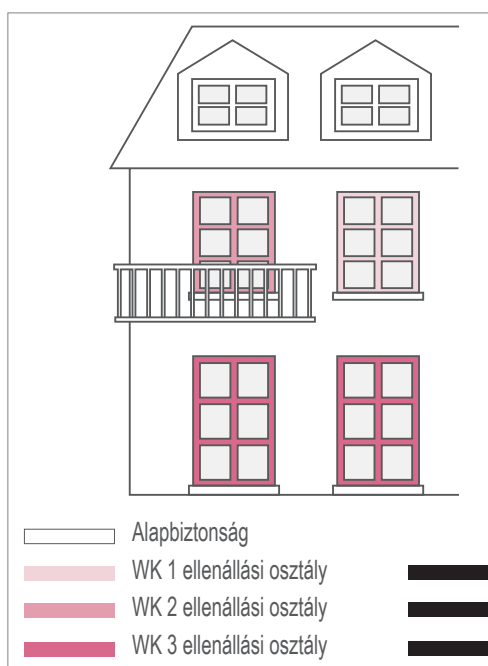 Alapbiztonság
WK 1 ellenállási osztály
WK 2 ellenállási osztály
WK 3 ellenállási osztály